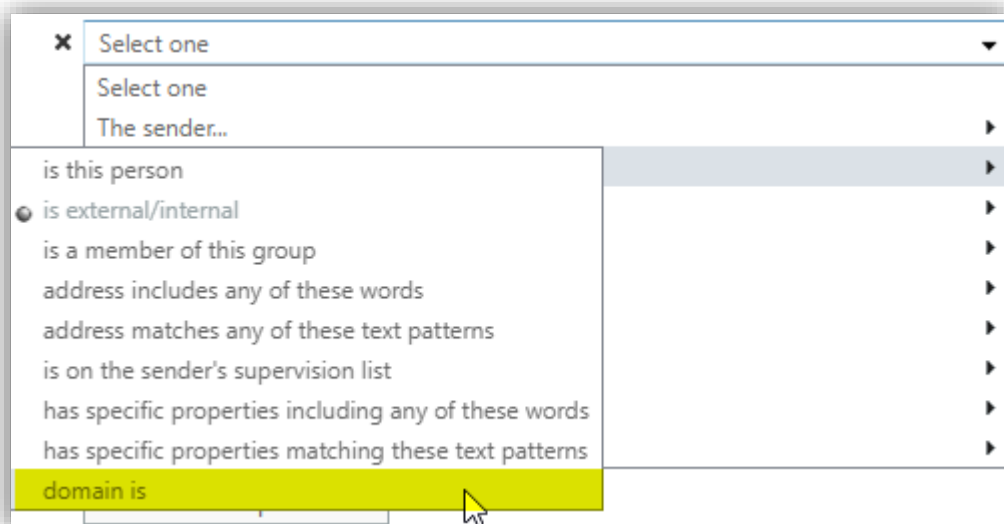 Select one
Select one
The sender...
is this person
is external/internal
is a member of this group
address includes any of these words
address matches any of these text patterns
is on the sender's supervision list
has specific properties including any of these words
has specific properties matching these text patterns
domain is